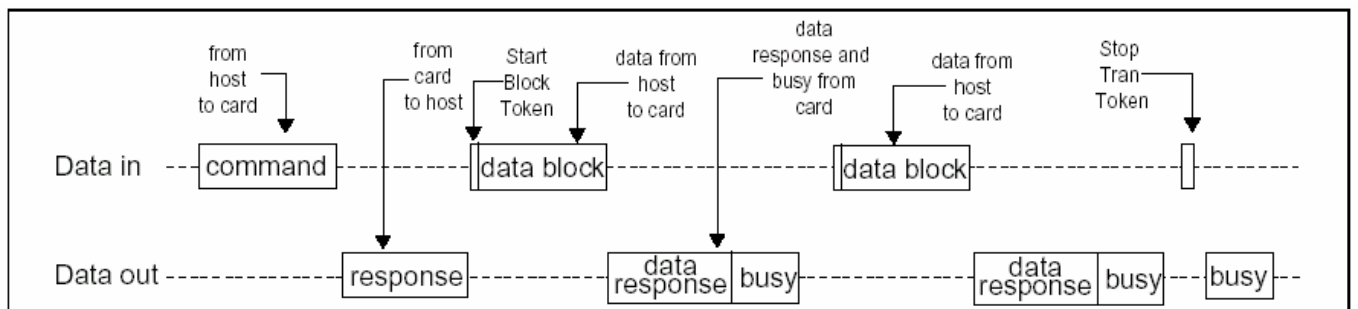 from
host
to card
from
card
to host
Start
Block
Token
data from
host
to card
data
response and
busy from
card
data from
host
to card
Stop
Tran
Token
Data in
command
data block
data block
Data out
response
data
response
busy
data
response
busy
busy